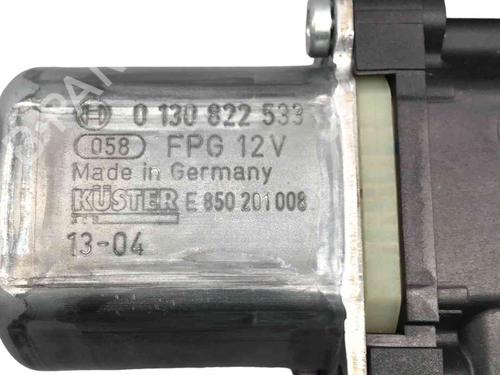 0 130 822 533
058 FPG 12V
Made in Germany
KÜSTER E 850 201 008
13-04